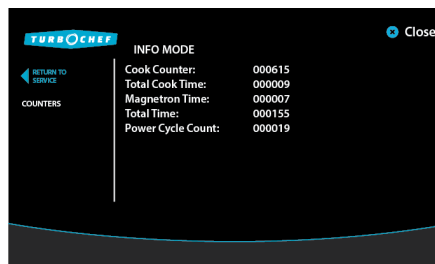 TURBOCHEF
Close
INFO MODE
RETURN TO
SERVICE
COUNTERS
Cook Counter: 000615
Total Cook Time: 000009
Magnetron Time: 000007
Total Time: 000155
Power Cycle Count: 000019